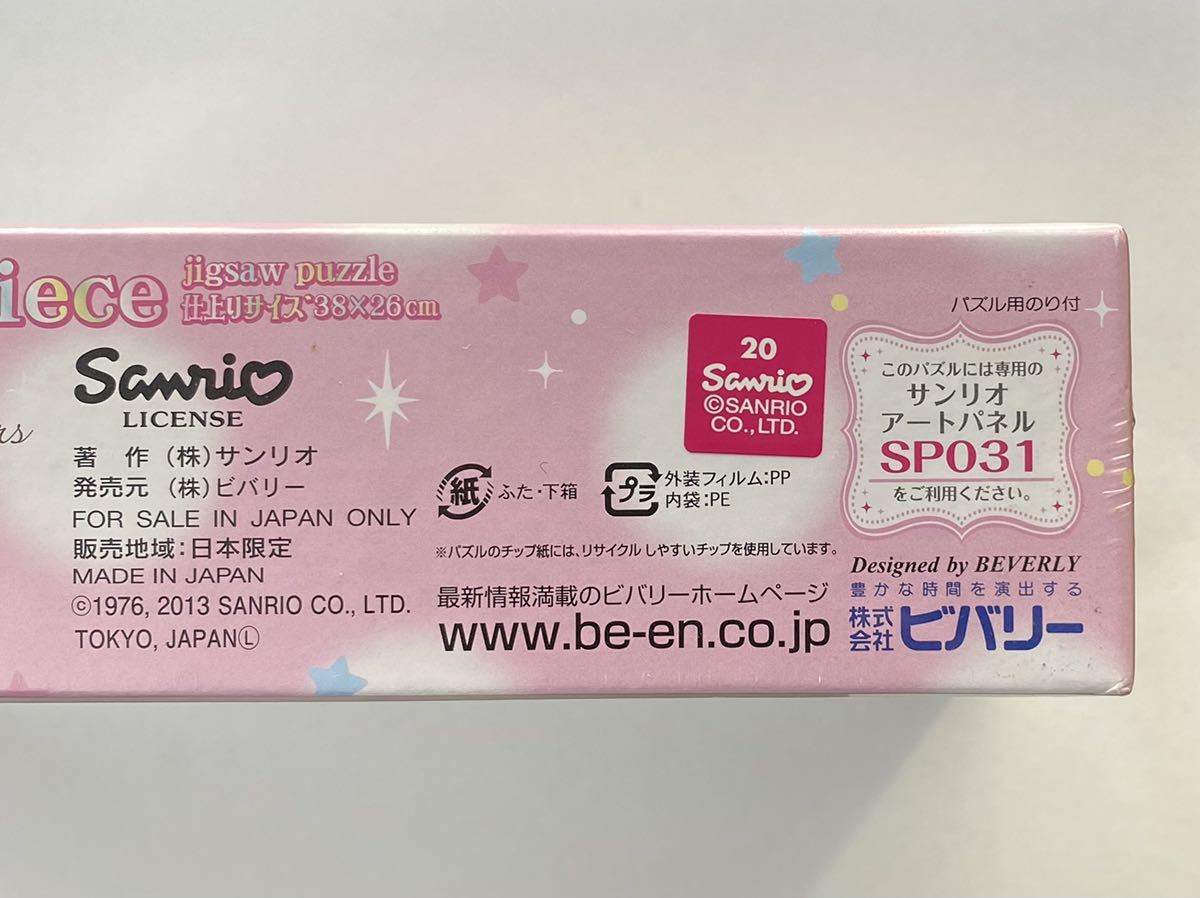 iece
jigsaw puzzle
仕上りサイズ 38×26cm
Sanrio
LICENSE
著 作 (株)サンリオ
発売元 (株)ビバリー
FOR SALE IN JAPAN ONLY
販売地域:日本限定
MADE IN JAPAN
©1976, 2013 SANRIO CO., LTD.
TOKYO, JAPANⓁ
紙
ふた・下箱
プラ
外装フィルム:PP
内袋:PE
※パズルのチップ紙には、リサイクルしやすいチップを使用しています。
最新情報満載のビバリーホームページ
www.be-en.co.jp
20
Sanrio
©SANRIO
CO., LTD.
パズル用のり付
このパズルには専用の
サンリオ
アートパネル
SP031
をご利用ください。
Designed by BEVERLY
豊かな時間を演出する
株式会社 ビバリー